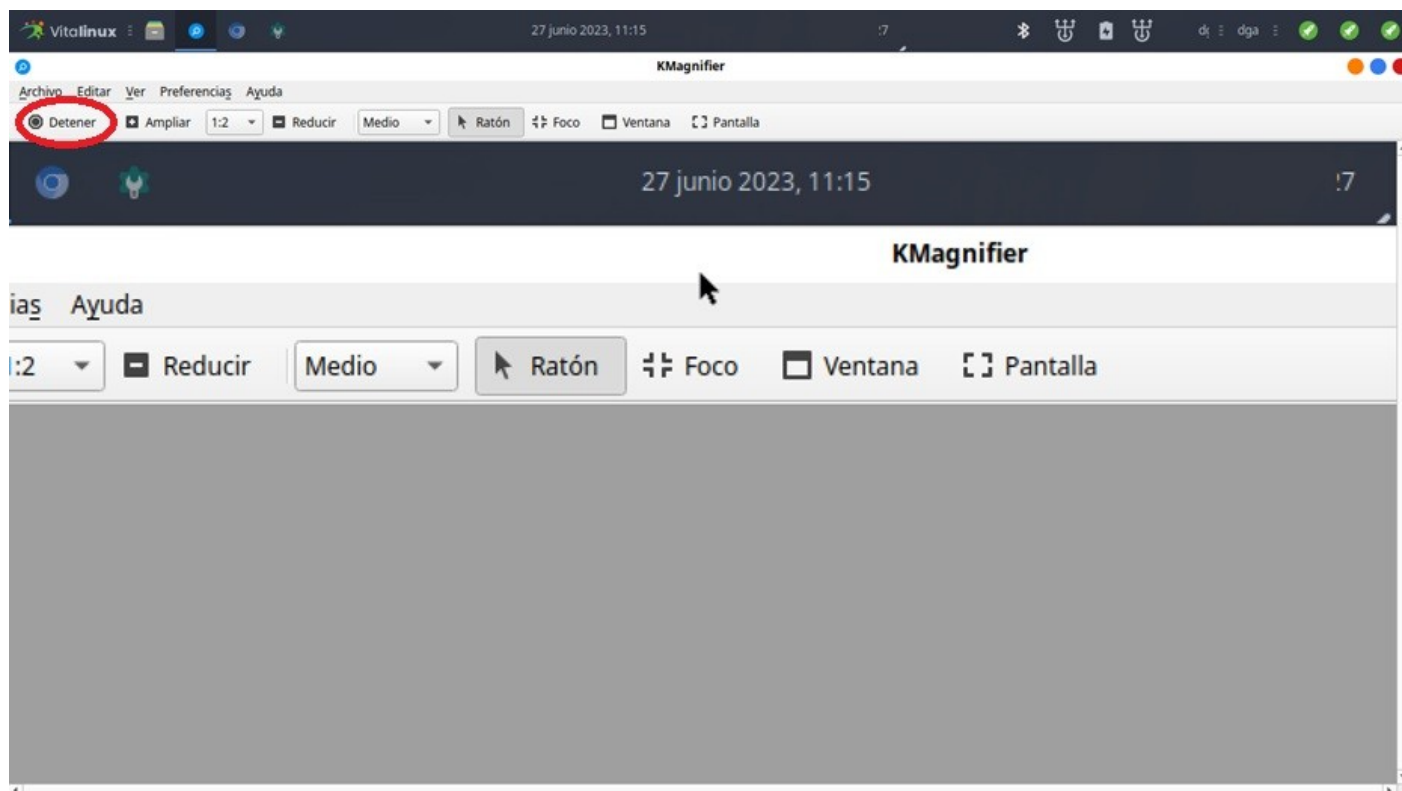 Vitalinux 27 junio 2023, 11:15 :7 dga
KMagnifier
Archivo Editar Ver Preferencias Ayuda
Detener Ampliar 1:2 Reducir Medio Ratón Foco Ventana Pantalla
27 junio 2023, 11:15 :7
KMagnifier
ias Ayuda
:2 Reducir Medio Ratón Foco Ventana Pantalla